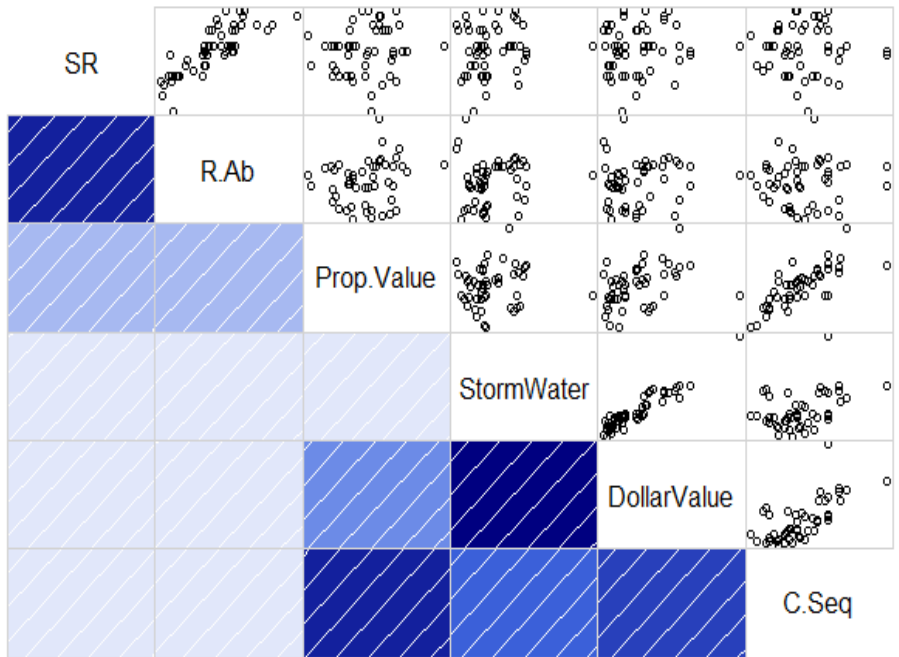 SR
R.Ab
Prop.Value
StormWater
DollarValue
C.Seq